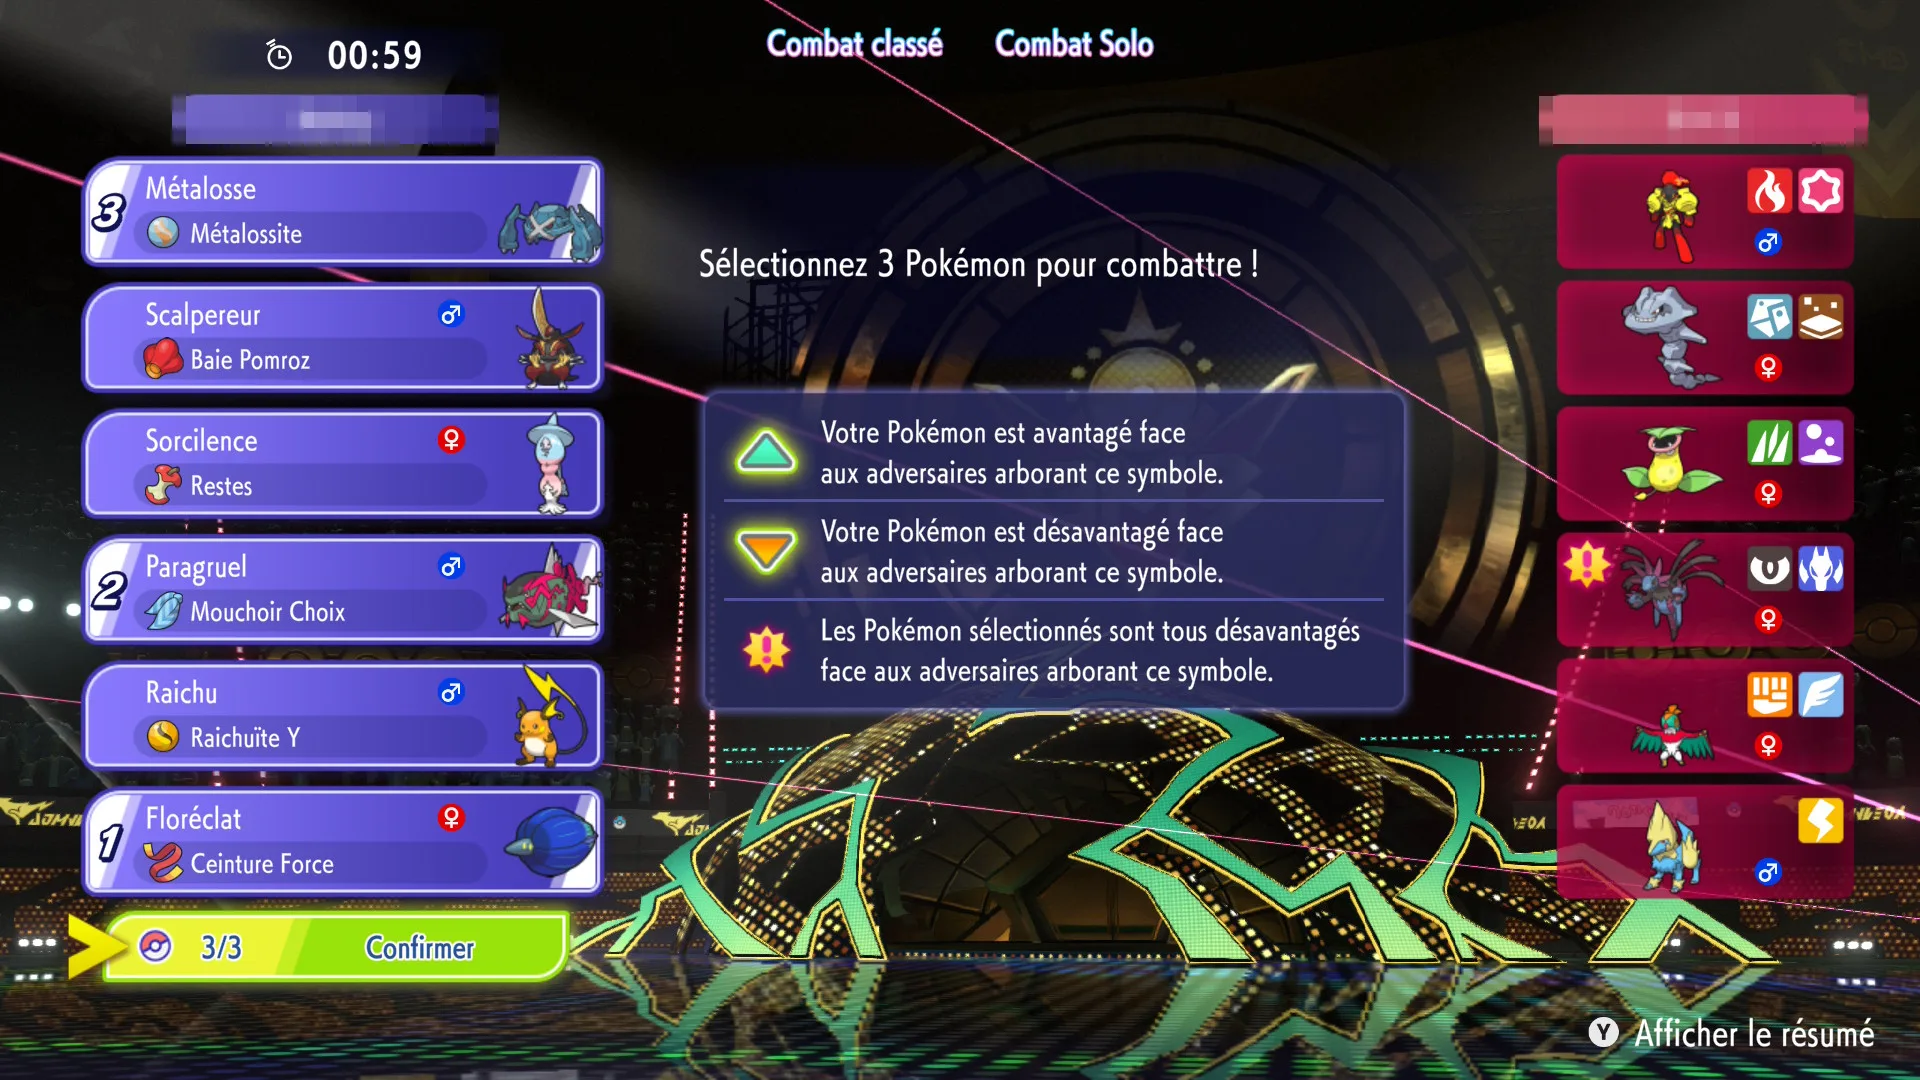 00:59
Combat classé
Combat Solo
3
Métalosse
Métalossite
Scalpereur
Baie Pomroz
Sorcilence
Restes
2
Paragruel
Mouchoir Choix
Raichu
Raichuïte Y
1
Floréclat
Ceinture Force
3/3
Confirmer
Sélectionnez 3 Pokémon pour combattre !
Votre Pokémon est avantagé face
aux adversaires arborant ce symbole.
Votre Pokémon est désavantagé face
aux adversaires arborant ce symbole.
Les Pokémon sélectionnés sont tous désavantagés
face aux adversaires arborant ce symbole.
Y Afficher le résumé